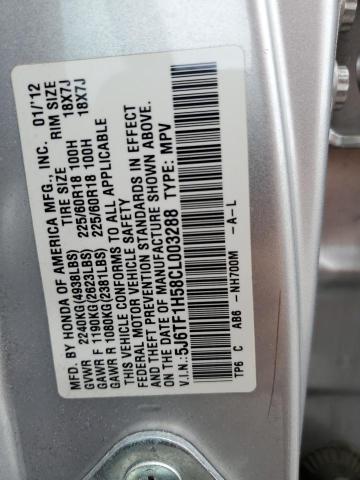 MFD. BY HONDA OF AMERICA MFG., INC. 01/'12
TIRE SIZE RIM SIZE
GVWR 2240KG(4938LBS)
GAWR F 1190KG(2623LBS) 225/60R18 100H 18X7J
GAWR R 1080KG(2381LBS) 225/60R18 100H 18X7J
THIS VEHICLE CONFORMS TO ALL APPLICABLE
FEDERAL MOTOR VEHICLE SAFETY
AND THEFT PREVENTION STANDARDS IN EFFECT
ON THE DATE OF MANUFACTURE SHOWN ABOVE.
V.I.N.:5J6TF1H58CL003288 TYPE: MPV
TP6 C AB6 -NH700M -A-L